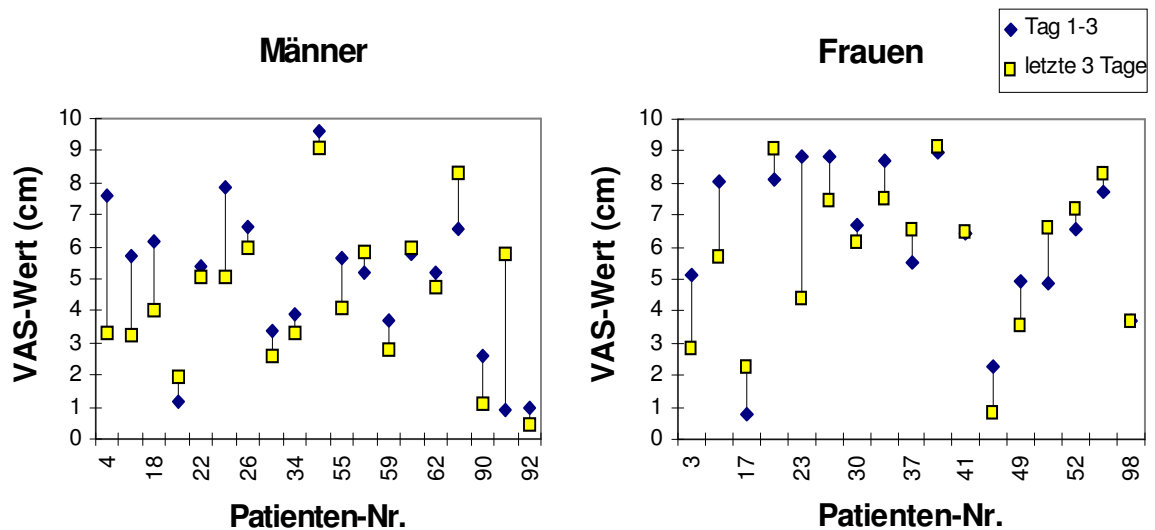 Männer
Frauen
Tag 1-3
letzte 3 Tage
VAS-Wert (cm)
10
9
8
7
6
5
4
3
2
1
0
4 18 22 26 34 55 59 62 90 92
Patienten-Nr.
VAS-Wert (cm)
10
9
8
7
6
5
4
3
2
1
0
3 17 23 30 37 41 49 52 98
Patienten-Nr.